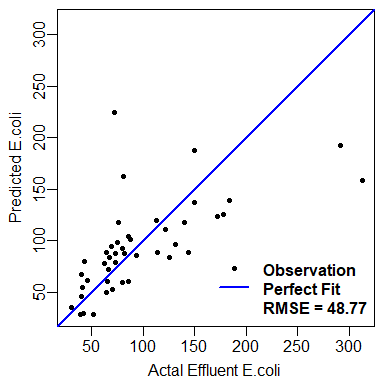 300
250
200
150
100
50
Predicted E.coli
Observation
Perfect Fit
RMSE = 48.77
50 100 150 200 250 300
Actal Effluent E.coli